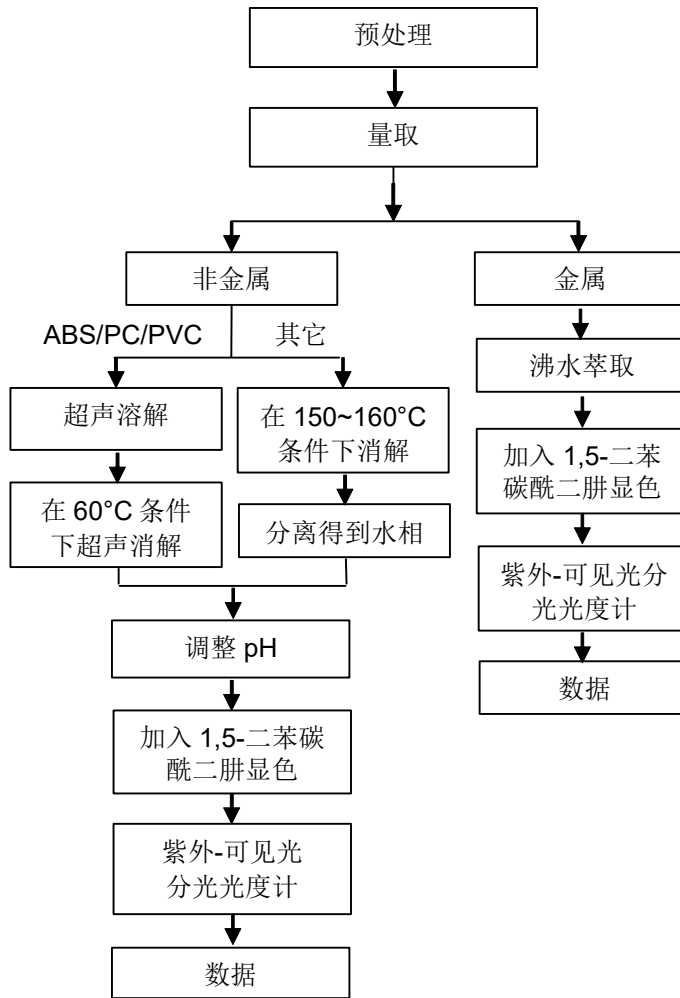 预处理
量取
非金属
金属
ABS/PC/PVC
其它
沸水萃取
超声溶解
在 150~160°C
条件下消解
加入 1,5-二苯
碳酰二肼显色
在 60°C 条件
下超声消解
分离得到水相
紫外-可见光分
光光度计
调整 pH
数据
加入 1,5-二苯碳
酰二肼显色
紫外-可见光
分光光度计
数据